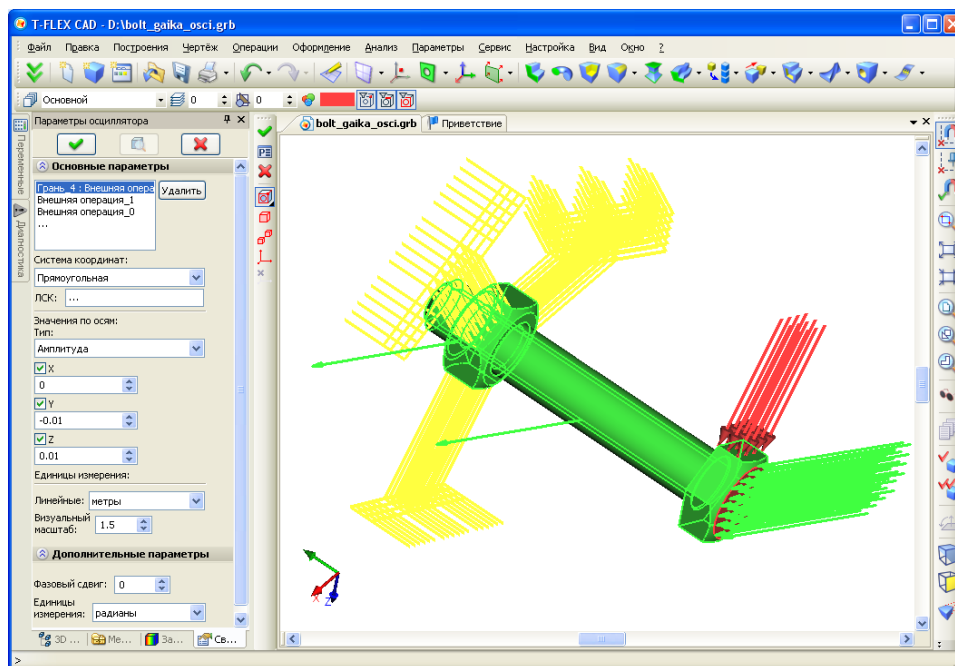 T-FLEX CAD - D:\bolt_gaika_osci.grb
Файл Правка Построения Чертёж Операции Оформление Анализ Параметры Сервис Настройка Вид Окно ?
Основной 0 0
Параметры осциллятора
bolt_gaika_osci.grb Приветствие
Переменные
Диагностика
Основные параметры
Грань_4 : Внешняя опера Удалить
Внешняя операция_1
Внешняя операция_0
...
Система координат:
Прямоугольная
ЛСК: ...
Значения по осям:
Тип:
Амплитуда
X
0
Y
-0.01
Z
0.01
Единицы измерения:
Линейные: метры
Визуальный
масштаб: 1.5
Дополнительные параметры
Фазовый сдвиг: 0
Единицы
измерения: радианы
3D ... Ме... За... Св...
X
Z
>